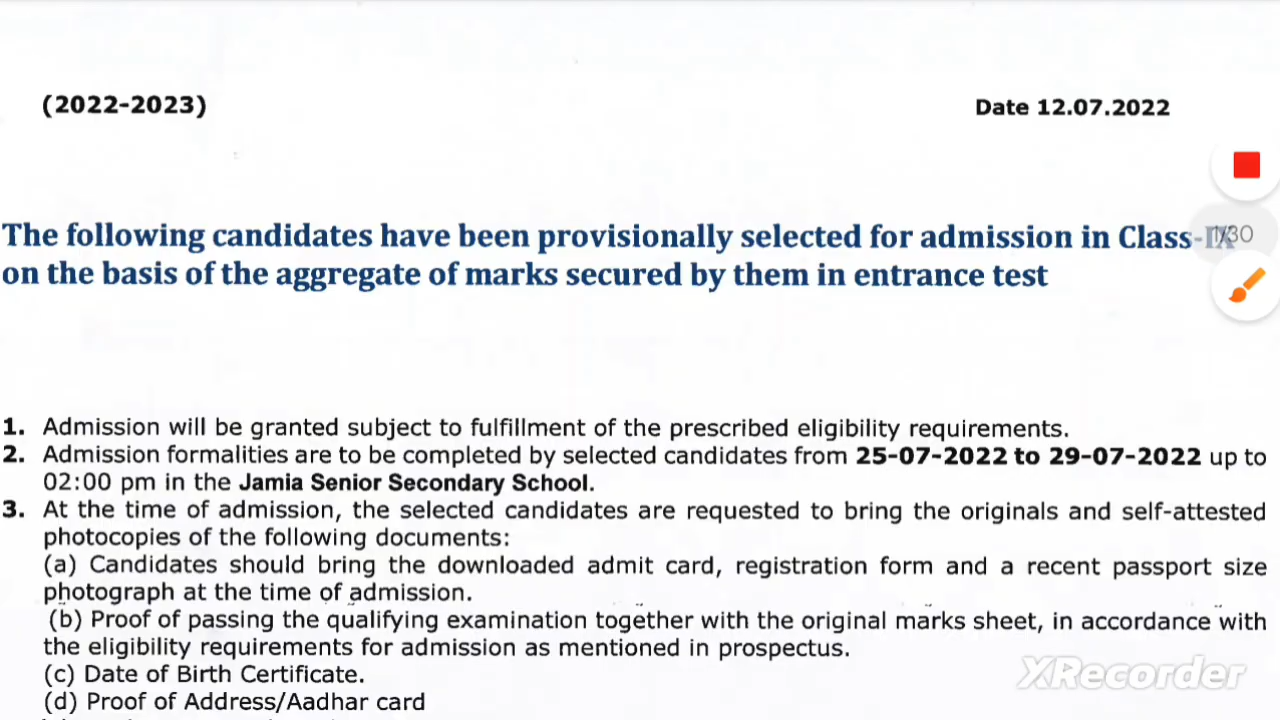 (2022-2023)
Date 12.07.2022
The following candidates have been provisionally selected for admission in Class-IX
1/30
on the basis of the aggregate of marks secured by them in entrance test
1. Admission will be granted subject to fulfillment of the prescribed eligibility requirements.
2. Admission formalities are to be completed by selected candidates from 25-07-2022 to 29-07-2022 up to
02:00 pm in the Jamia Senior Secondary School.
3. At the time of admission, the selected candidates are requested to bring the originals and self-attested
photocopies of the following documents:
(a) Candidates should bring the downloaded admit card, registration form and a recent passport size
photograph at the time of admission.
(b) Proof of passing the qualifying examination together with the original marks sheet, in accordance with
the eligibility requirements for admission as mentioned in prospectus.
(c) Date of Birth Certificate.
(d) Proof of Address/Aadhar card
XRecorder